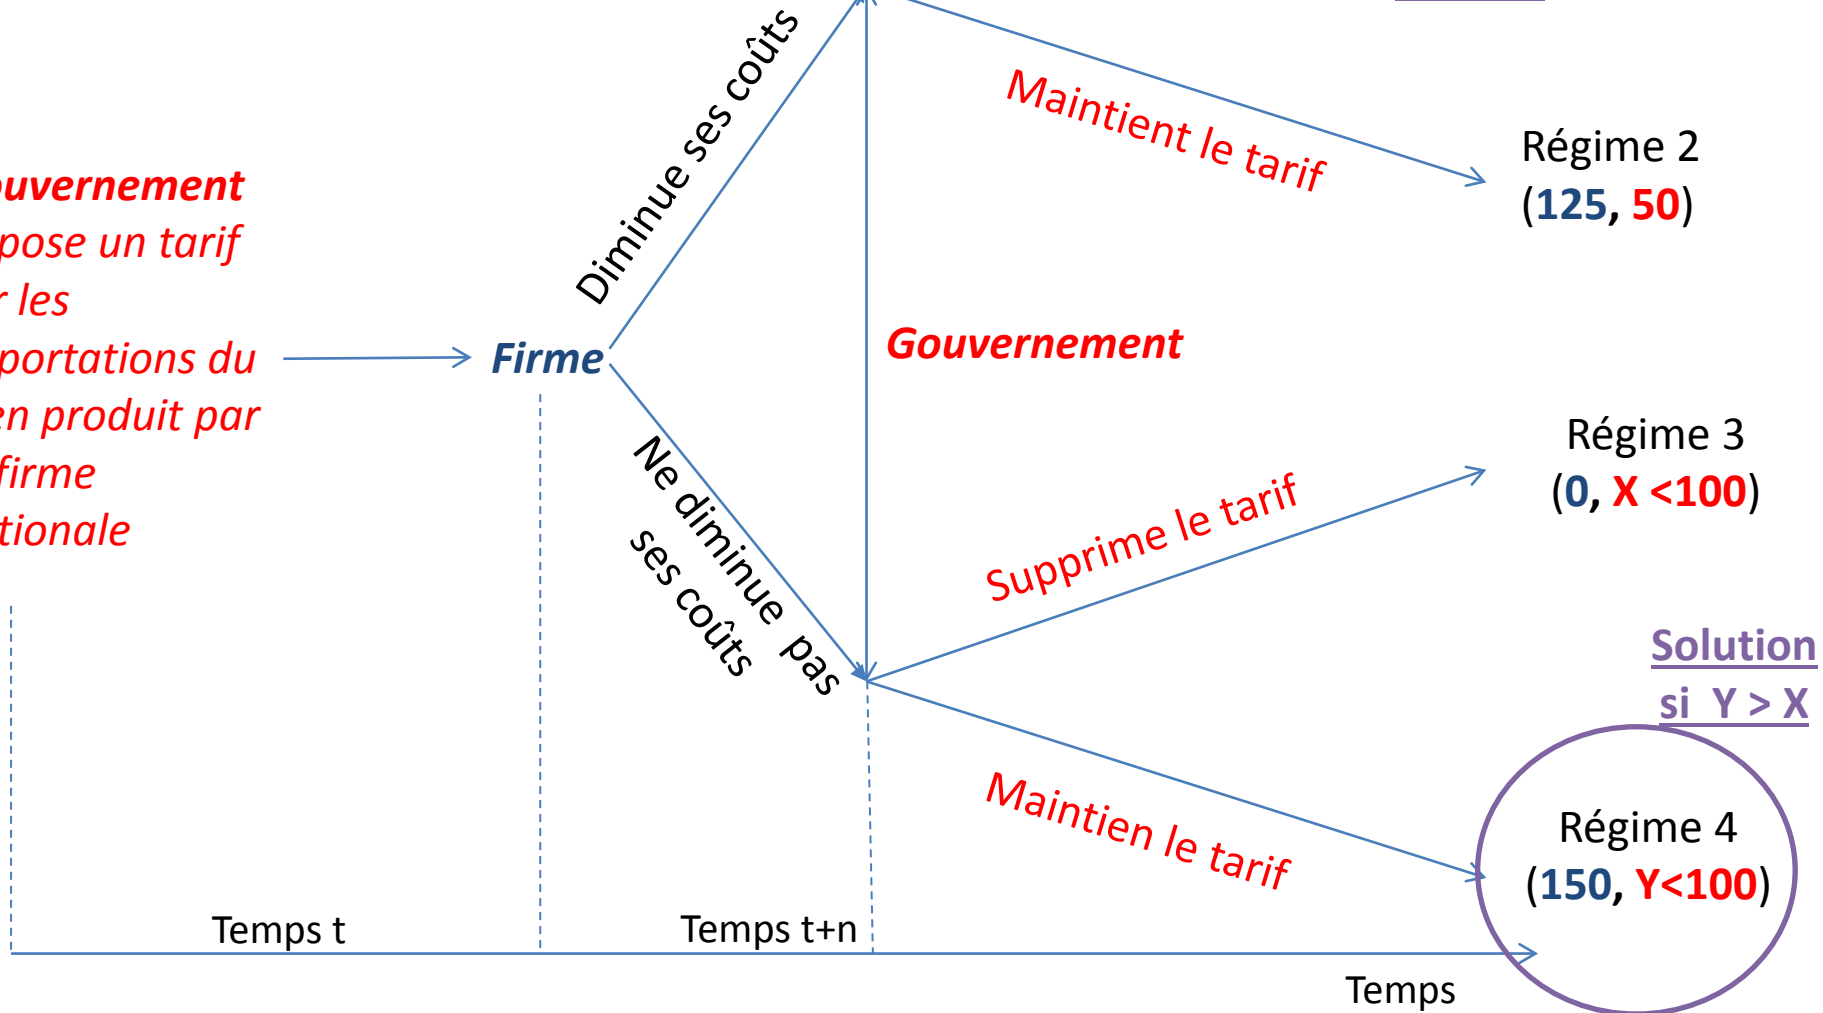 Diminue ses coûts
Maintient le tarif
Régime 2
(125, 50)
ouvernement
pose un tarif
r les
portations du
en produit par
firme
tionale
Firme
Gouvernement
Ne diminue pas
ses coûts
Supprime le tarif
Régime 3
(0, X <100)
Solution
si Y > X
Maintien le tarif
Régime 4
(150, Y<100)
Temps t
Temps t+n
Temps